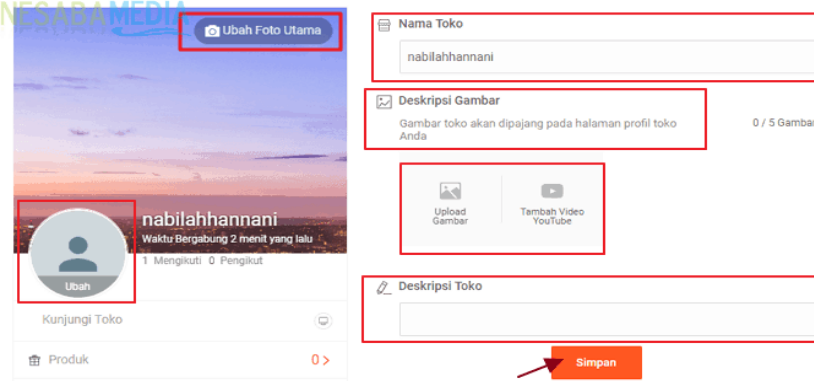 NESABAMEDIA
Ubah Foto Utama
nabilahhannani
Waktu Bergabung 2 menit yang lalu
1 Mengikuti 0 Pengikut
Ubah
Kunjungi Toko
Produk
0 >
Nama Toko
nabilahhannani
Deskripsi Gambar
Gambar toko akan dipajang pada halaman profil toko
Anda
0 / 5 Gambar
Upload
Gambar
Tambah Video
YouTube
Deskripsi Toko
Simpan